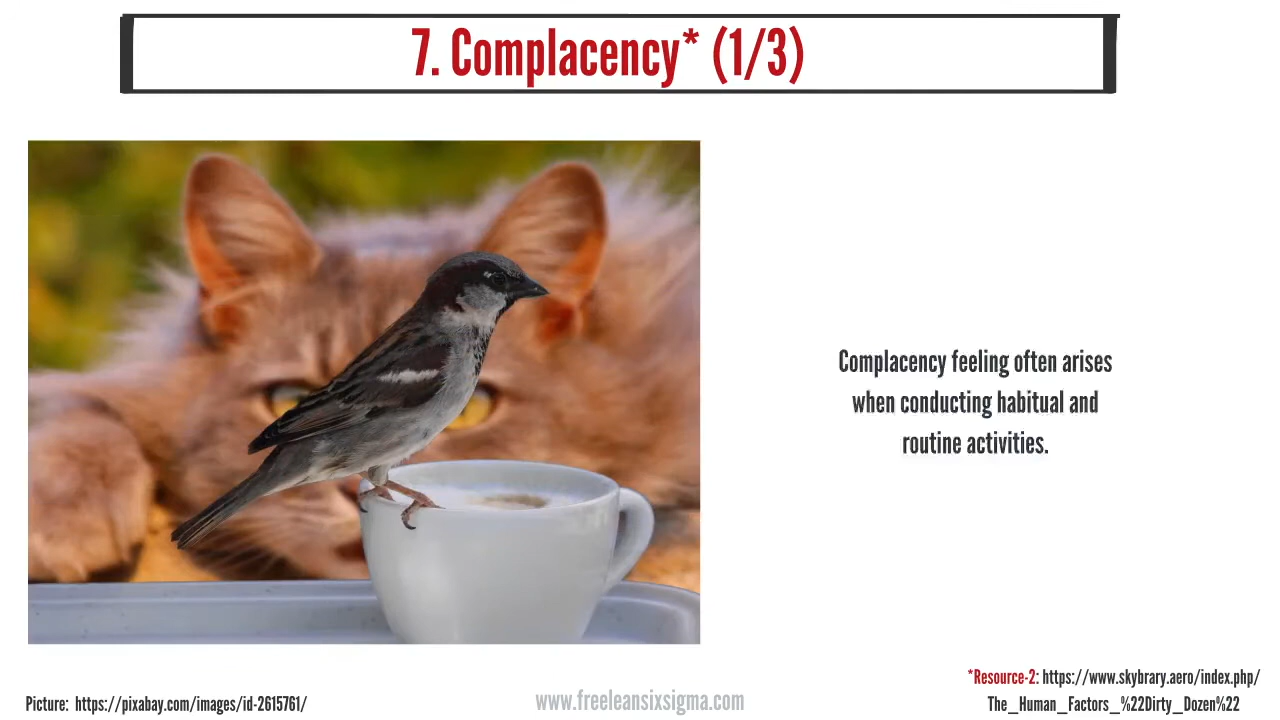 7. Complacency* (1/3)
Complacency feeling often arises
when conducting habitual and
routine activities.
*Resource-2: https://www.skybrary.aero/index.php/
The_Human_Factors_%22Dirty_Dozen%22
Picture: https://pixabay.com/images/id-2615761/
www.freeleansixsigma.com